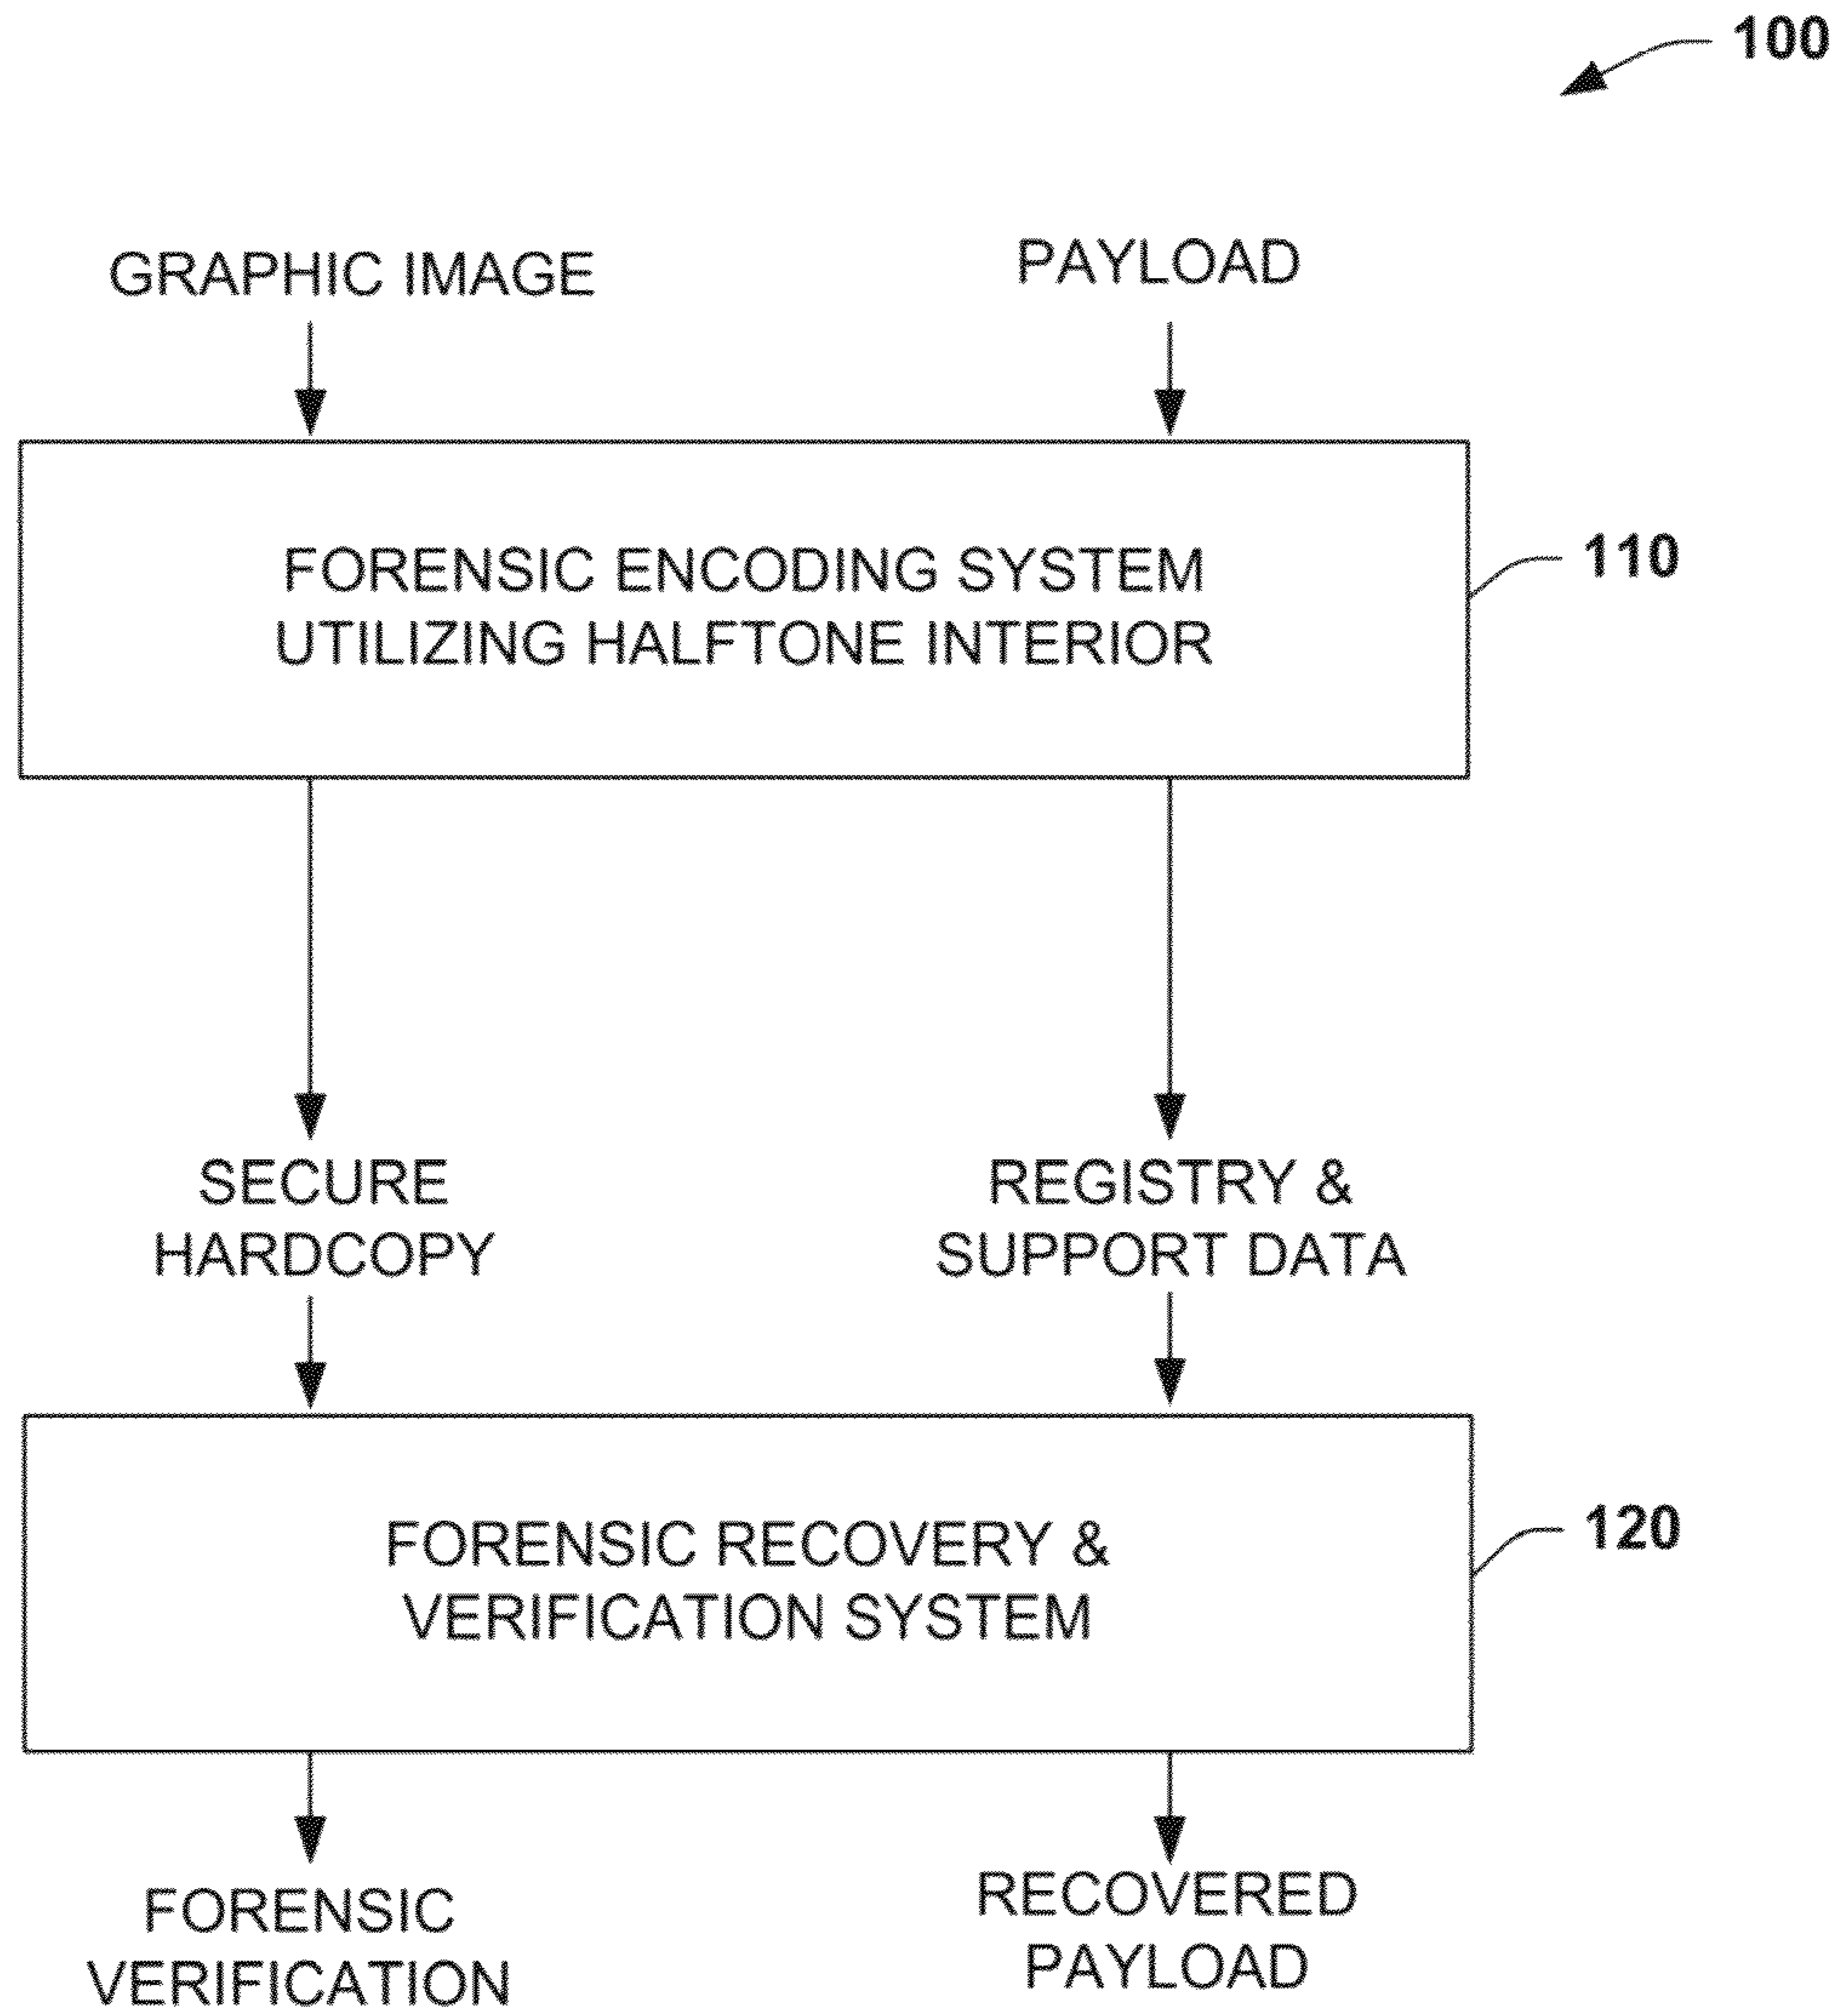 100
GRAPHIC IMAGE
PAYLOAD
FORENSIC ENCODING SYSTEM
UTILIZING HALFTONE INTERIOR
110
SECURE
HARDCOPY
REGISTRY &
SUPPORT DATA
FORENSIC RECOVERY &
VERIFICATION SYSTEM
120
FORENSIC
VERIFICATION
RECOVERED
PAYLOAD